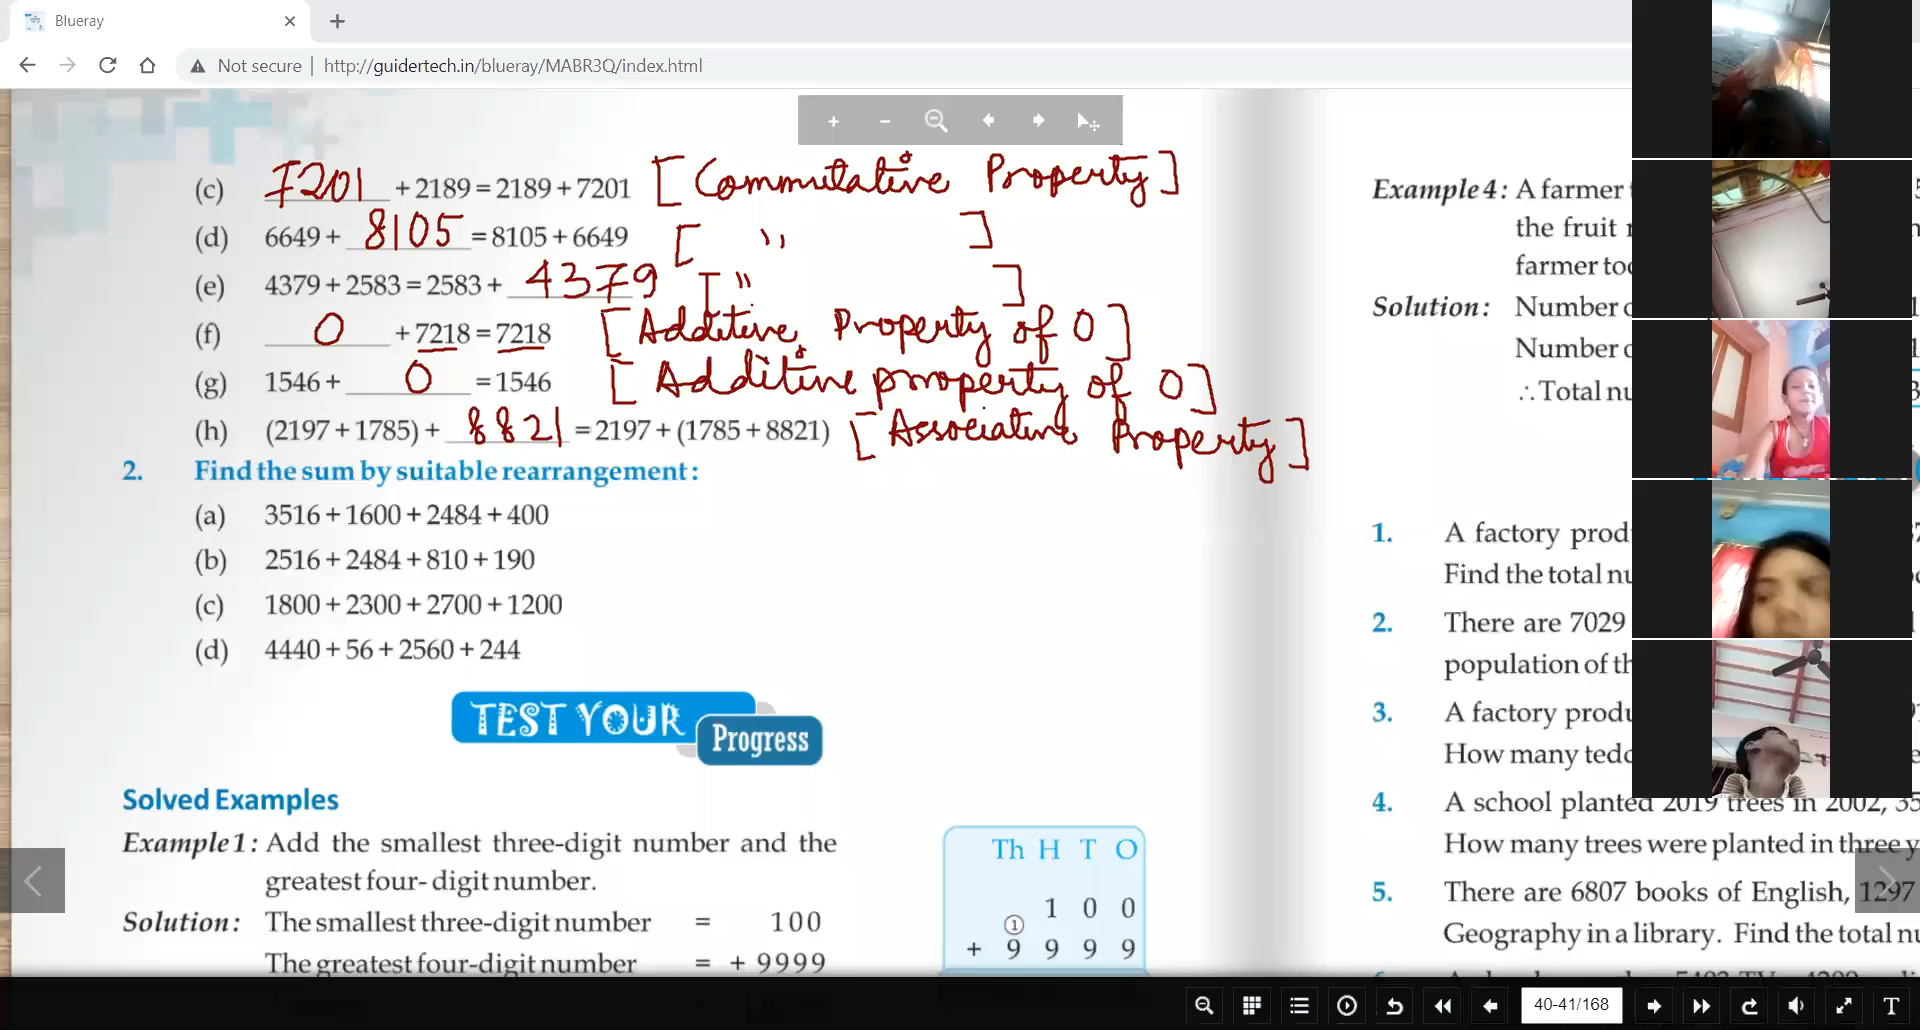 Blueray
Not secure | http://guidertech.in/blueray/MABR3Q/index.html
(c) 7201 + 2189 = 2189 + 7201 [Commutative Property]
(d) 6649 + 8105 = 8105 + 6649 [ " ]
(e) 4379 + 2583 = 2583 + 4379 [ " ]
(f) 0 + 7218 = 7218 [Additive Property of 0]
(g) 1546 + 0 = 1546 [Additive property of 0]
(h) (2197 + 1785) + 8821 = 2197 + (1785 + 8821) [Associative Property]
2. Find the sum by suitable rearrangement :
(a) 3516 + 1600 + 2484 + 400
(b) 2516 + 2484 + 810 + 190
(c) 1800 + 2300 + 2700 + 1200
(d) 4440 + 56 + 2560 + 244
TEST YOUR
Progress
Solved Examples
Example 1 : Add the smallest three-digit number and the
greatest four- digit number.
Solution : The smallest three-digit number = 100
The greatest four-digit number = + 9999
Th H T O
1 0 0
1
+ 9 9 9 9
Example 4 : A farmer
the fruit
farmer
Solution : Number
Number
∴ Total
1. A factory
Find the total
2. There are 7029
population of
3. A factory
How many
4. A school planted 2019 trees in 2002,
How many trees were planted in three
5. There are 6807 books of English, 1297
Geography in a library. Find the total
40-41/168
T